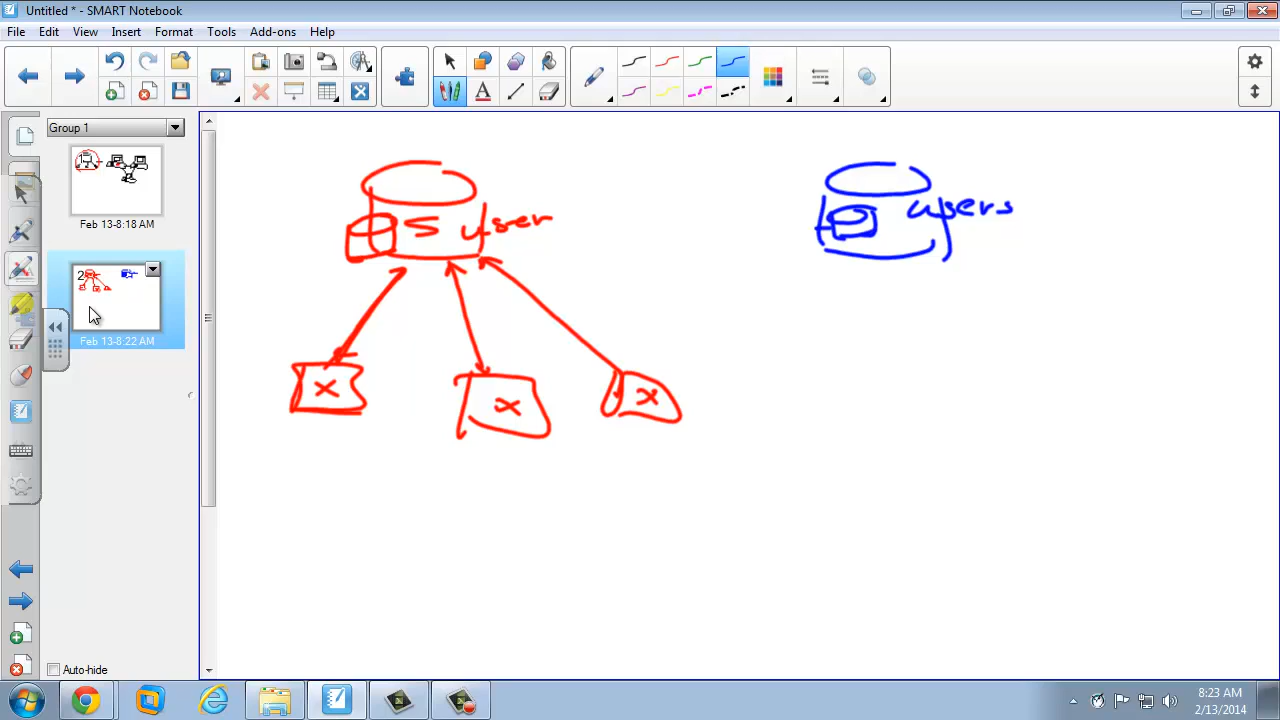 Untitled * - SMART Notebook
File Edit View Insert Format Tools Add-ons Help
Group 1
Feb 13-8:18 AM
2
Feb 13-8:22 AM
Auto-hide
S user
x
x
x
users
8:23 AM
2/13/2014